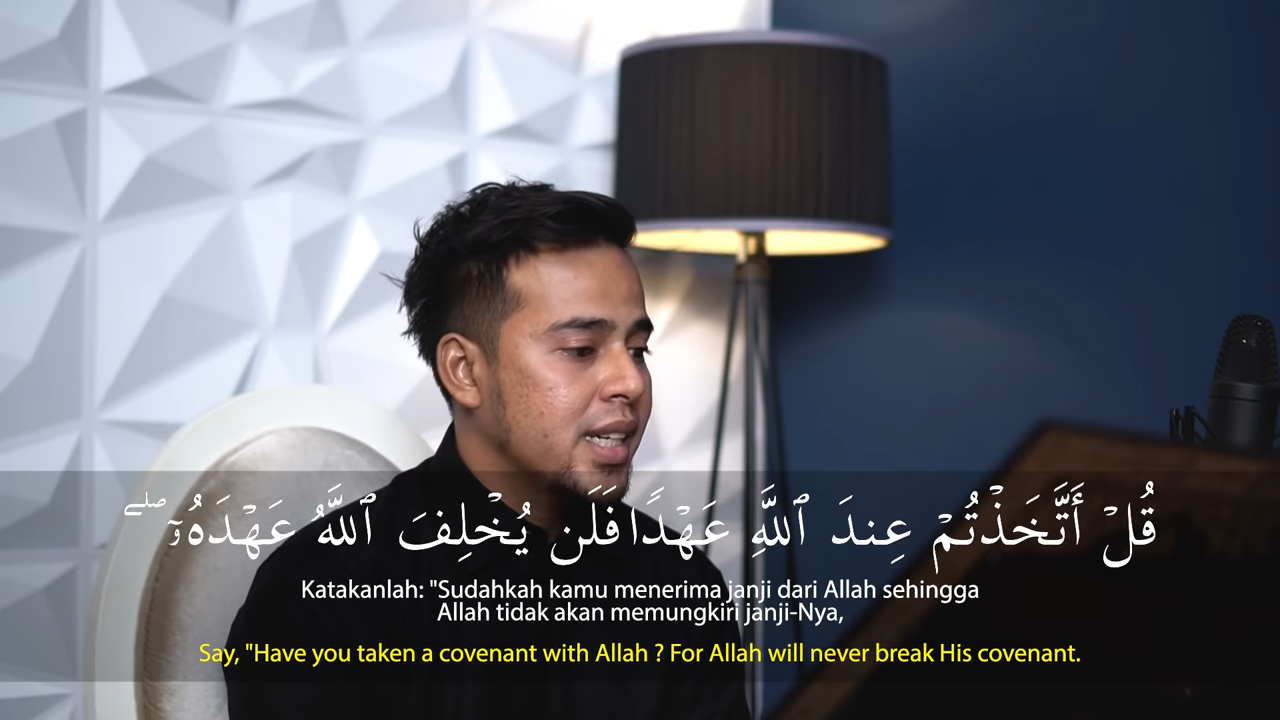 قُلْ أَتَّخَذْتُمْ عِندَ ٱللَّهِ عَهْدًا فَلَن يُخْلِفَ ٱللَّهُ عَهْدَهُۥٓ ۖ
Katakanlah: "Sudahkah kamu menerima janji dari Allah sehingga
Allah tidak akan memungkiri janji-Nya,
Say, "Have you taken a covenant with Allah ? For Allah will never break His covenant.